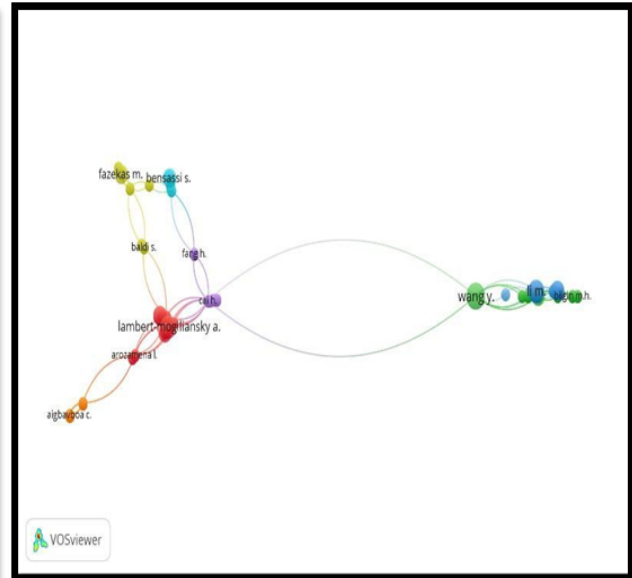 fazekas m.
bensassi s.
baldi s.
fang h.
cai h.
lambert-mogiliansky a.
arozamena l.
aigbavboa c.
wang y.
li m.
VOSviewer